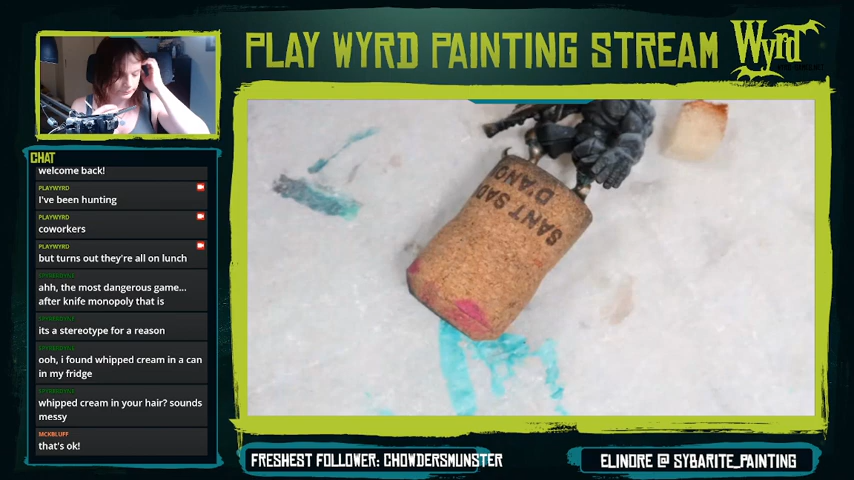 PLAY WYRD PAINTING STREAM
Wyrd
CHAT
welcome back!
PLAYWYRD
I've been hunting
PLAYWYRD
coworkers
PLAYWYRD
but turns out they're all on lunch
ahh, the most dangerous game...
after knife monopoly that is
its a stereotype for a reason
ooh, i found whipped cream in a can
in my fridge
whipped cream in your hair? sounds
messy
MCKBLUFF
that's ok!
SANT SAD
D'ANO
FRESHEST FOLLOWER: CHOWDERSMUNSTER
ELINORE @ SYBARITE_PAINTING